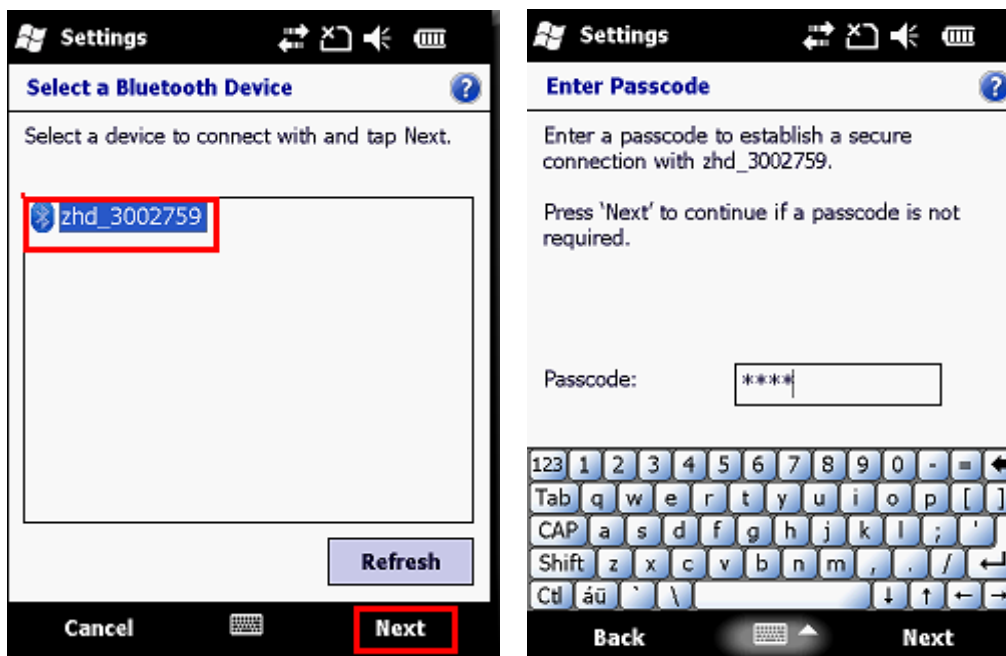 Settings
Select a Bluetooth Device
Select a device to connect with and tap Next.
zhd_3002759
Refresh
Cancel
Next
Settings
Enter Passcode
Enter a passcode to establish a secure
connection with zhd_3002759.
Press 'Next' to continue if a passcode is not
required.
Passcode: ****
123 1 2 3 4 5 6 7 8 9 0 - =
Tab q w e r t y u i o p [ ]
CAP a s d f g h j k l ; '
Shift z x c v b n m , . /
Ctl áü ` \ ↓ ↑ ← →
Back
Next